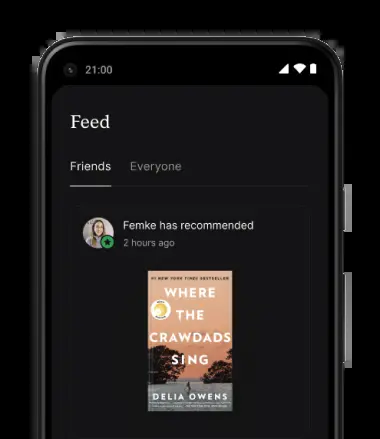 21:00
Feed
Friends Everyone
Femke has recommended
2 hours ago
#1 NEW YORK TIMES BESTSELLER
WHERE
THE
CRAWDADS
SING
DELIA OWENS